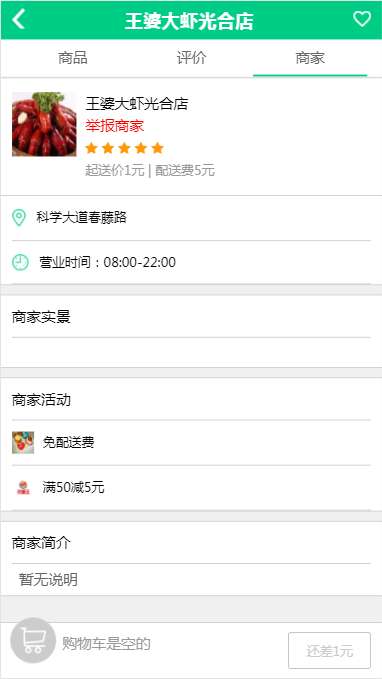 王婆大虾光合店
商品 评价 商家
王婆大虾光合店
举报商家
起送价1元 | 配送费5元
科学大道春藤路
营业时间：08:00-22:00
商家实景
商家活动
免配送费
满50减5元
商家简介
暂无说明
购物车是空的 还差1元